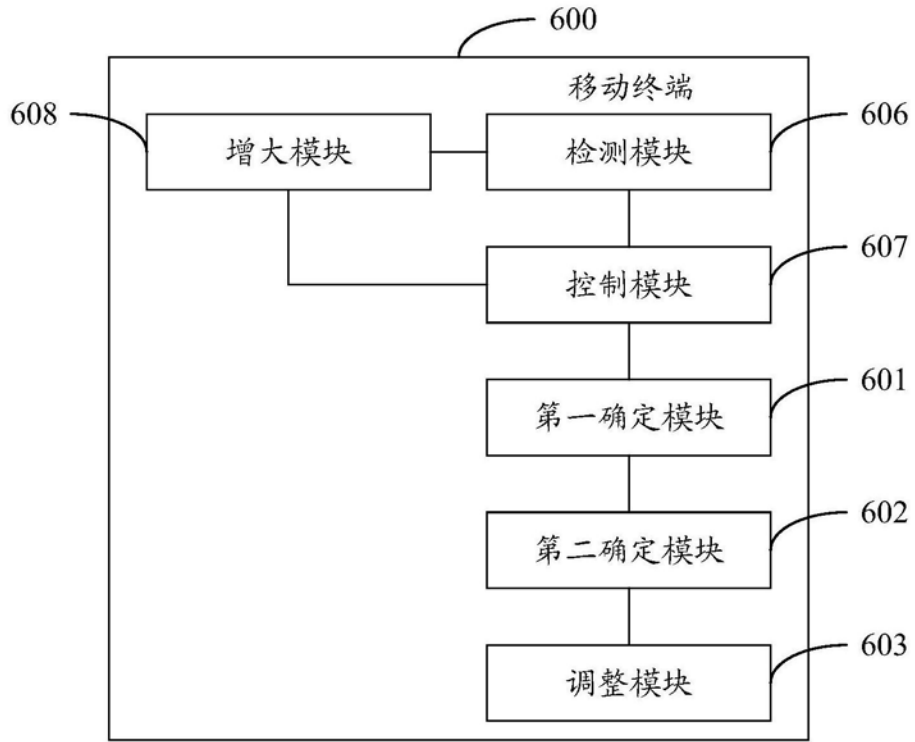 600
移动终端
608
增大模块
检测模块
606
控制模块
607
第一确定模块
601
第二确定模块
602
调整模块
603